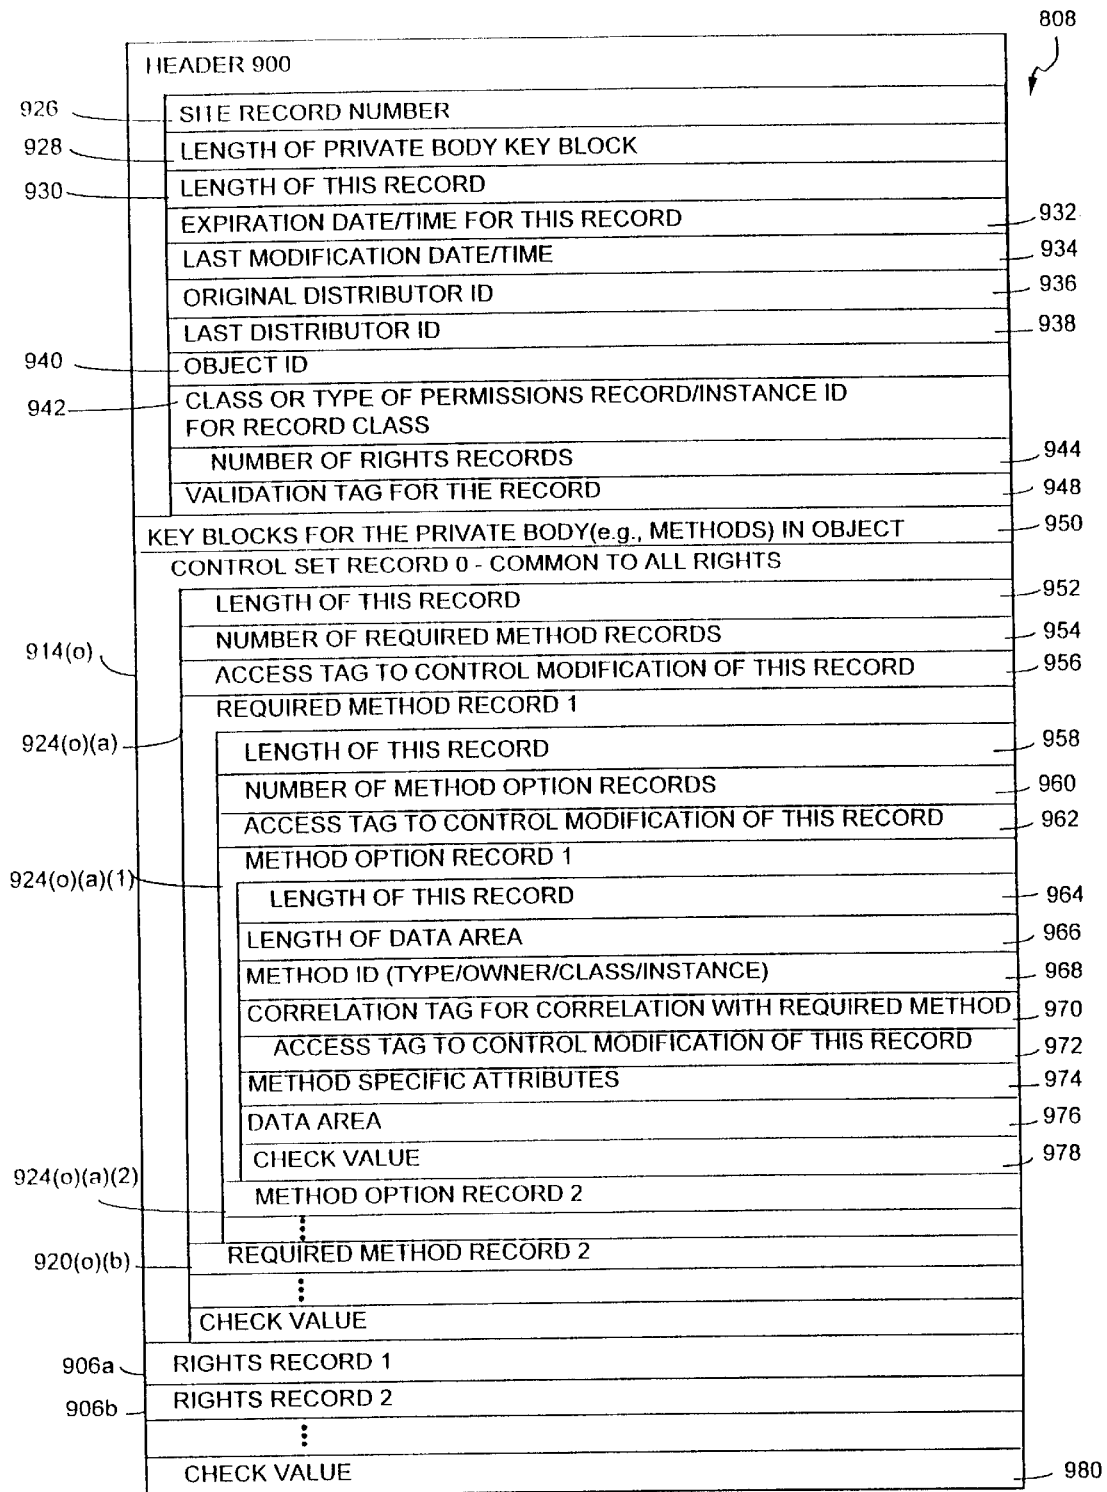 808
HEADER 900
926 SITE RECORD NUMBER
928 LENGTH OF PRIVATE BODY KEY BLOCK
930 LENGTH OF THIS RECORD
EXPIRATION DATE/TIME FOR THIS RECORD 932
LAST MODIFICATION DATE/TIME 934
ORIGINAL DISTRIBUTOR ID 936
LAST DISTRIBUTOR ID 938
940 OBJECT ID
942 CLASS OR TYPE OF PERMISSIONS RECORD/INSTANCE ID
FOR RECORD CLASS
NUMBER OF RIGHTS RECORDS 944
VALIDATION TAG FOR THE RECORD 948
KEY BLOCKS FOR THE PRIVATE BODY(e.g., METHODS) IN OBJECT 950
CONTROL SET RECORD 0 - COMMON TO ALL RIGHTS
LENGTH OF THIS RECORD 952
914(o) NUMBER OF REQUIRED METHOD RECORDS 954
ACCESS TAG TO CONTROL MODIFICATION OF THIS RECORD 956
REQUIRED METHOD RECORD 1
924(o)(a) LENGTH OF THIS RECORD 958
NUMBER OF METHOD OPTION RECORDS 960
ACCESS TAG TO CONTROL MODIFICATION OF THIS RECORD 962
METHOD OPTION RECORD 1
924(o)(a)(1) LENGTH OF THIS RECORD 964
LENGTH OF DATA AREA 966
METHOD ID (TYPE/OWNER/CLASS/INSTANCE) 968
CORRELATION TAG FOR CORRELATION WITH REQUIRED METHOD 970
ACCESS TAG TO CONTROL MODIFICATION OF THIS RECORD 972
METHOD SPECIFIC ATTRIBUTES 974
DATA AREA 976
CHECK VALUE 978
924(o)(a)(2) METHOD OPTION RECORD 2
920(o)(b) REQUIRED METHOD RECORD 2
CHECK VALUE
906a RIGHTS RECORD 1
906b RIGHTS RECORD 2
CHECK VALUE 980